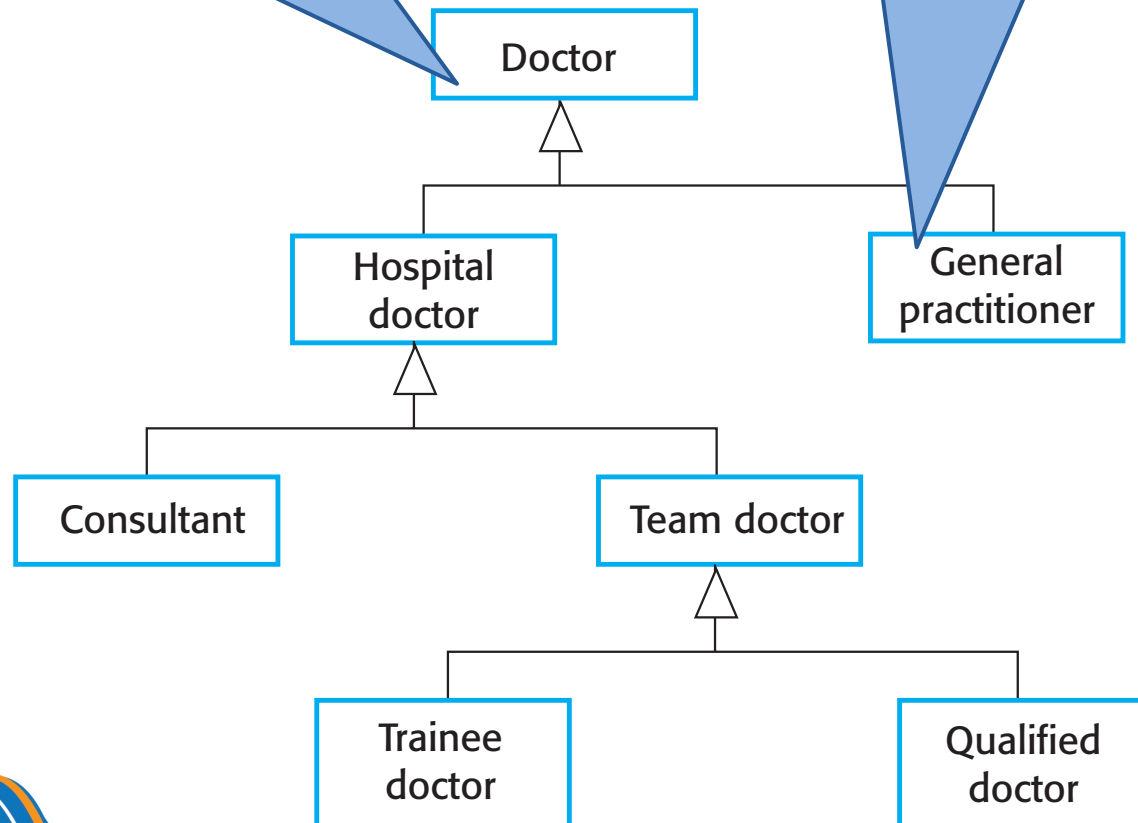 Doctor
Hospital
doctor
General
practitioner
Consultant
Team doctor
Trainee
doctor
Qualified
doctor